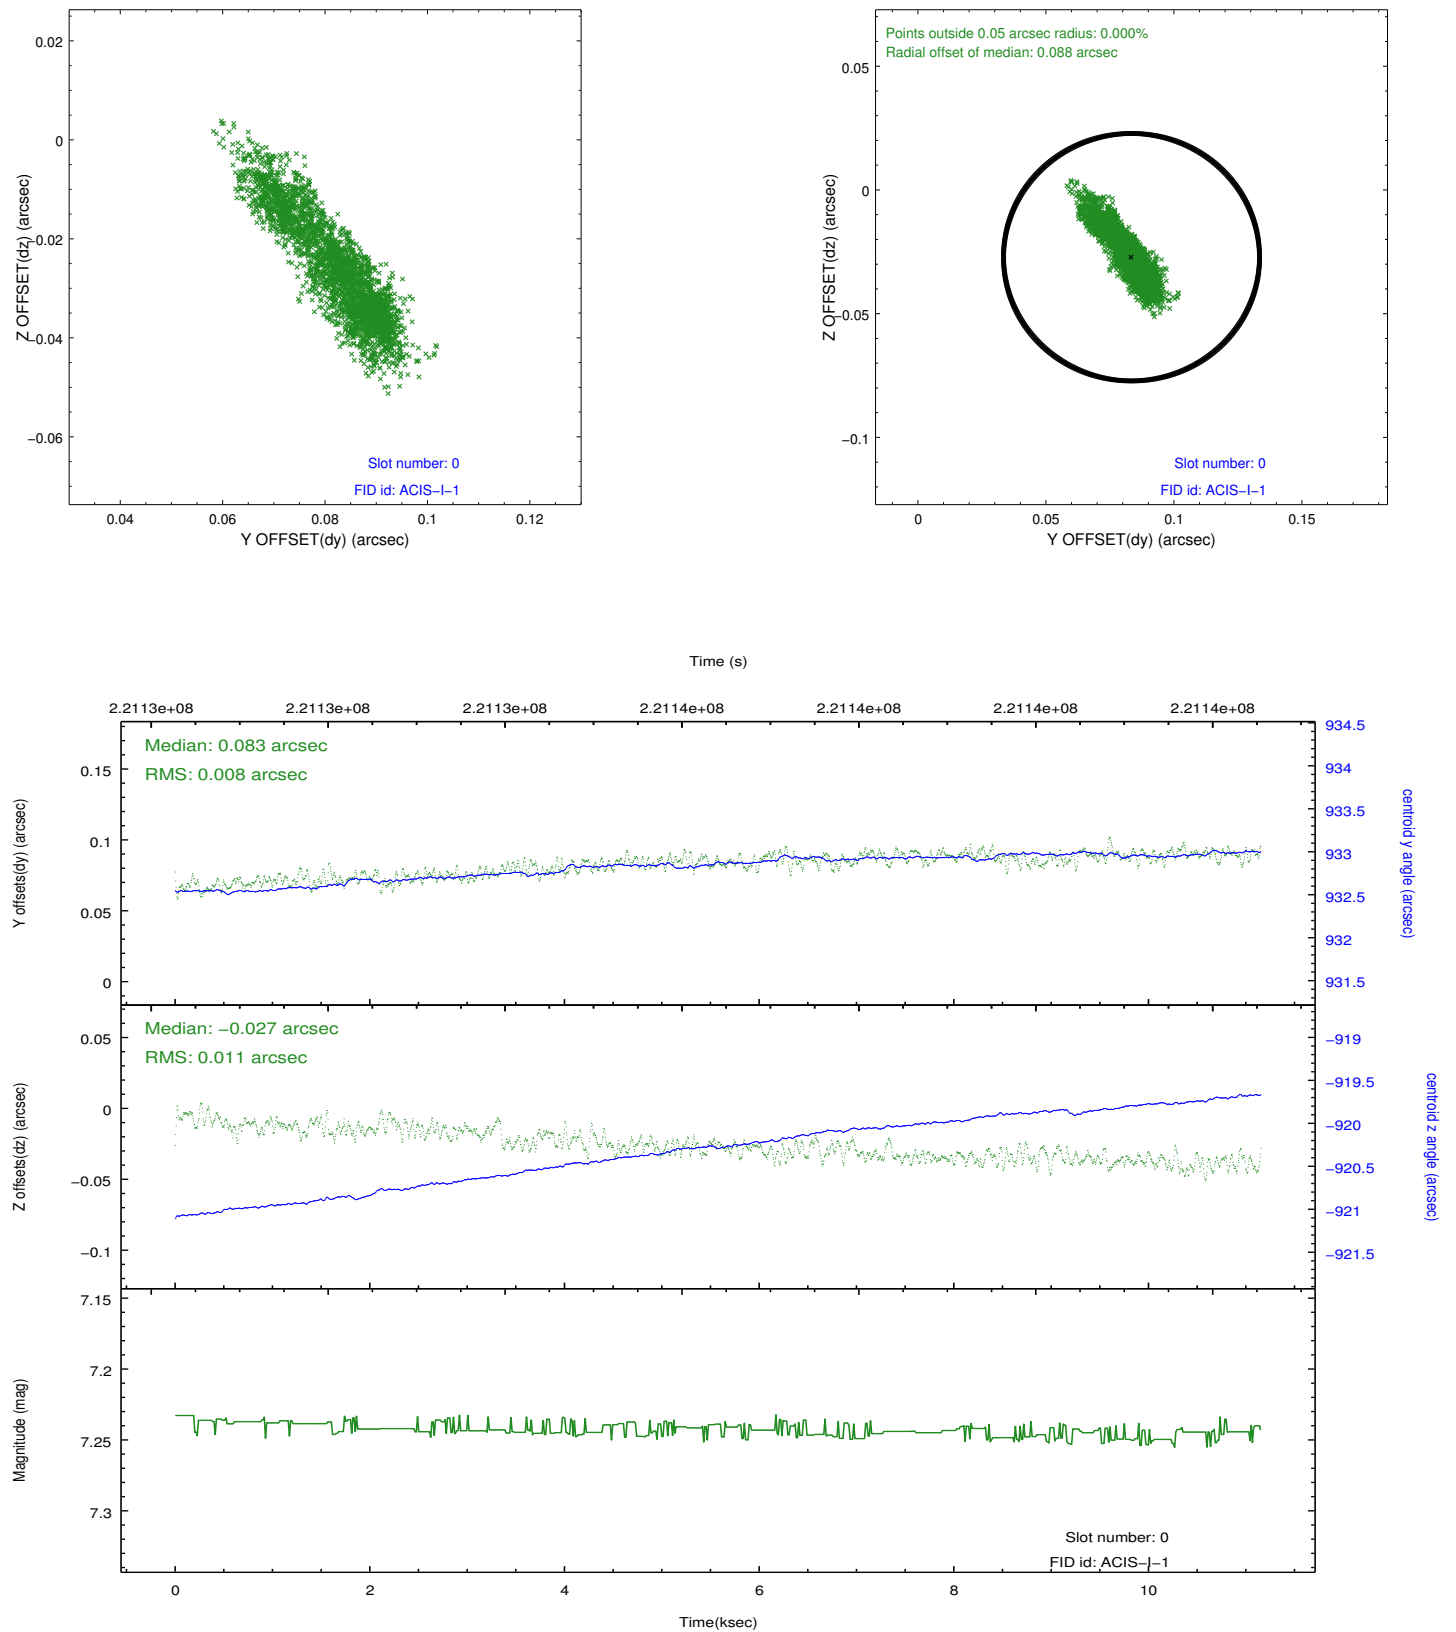 0.02
0
−0.02
−0.04
−0.06
Z OFFSET(dz) (arcsec)
Slot number: 0
FID id: ACIS−I−1
0.04 0.06 0.08 0.1 0.12
Y OFFSET(dy) (arcsec)
Points outside 0.05 arcsec radius: 0.000%
Radial offset of median: 0.088 arcsec
0.05
0
−0.05
−0.1
Z OFFSET(dz) (arcsec)
Slot number: 0
FID id: ACIS−I−1
0 0.05 0.1 0.15
Y OFFSET(dy) (arcsec)
Time (s)
2.2113e+08 2.2113e+08 2.2113e+08 2.2114e+08 2.2114e+08 2.2114e+08 2.2114e+08
Median: 0.083 arcsec
RMS: 0.008 arcsec
0.15
0.1
0.05
0
Y offsets(dy) (arcsec)
934.5
934
933.5
933
932.5
932
931.5
centroid y angle (arcsec)
Median: −0.027 arcsec
RMS: 0.011 arcsec
0.05
0
−0.05
−0.1
Z offsets(dz) (arcsec)
−919
−919.5
−920
−920.5
−921
−921.5
centroid z angle (arcsec)
7.15
7.2
7.25
7.3
Magnitude (mag)
Slot number: 0
FID id: ACIS−I−1
0 2 4 6 8 10
Time(ksec)